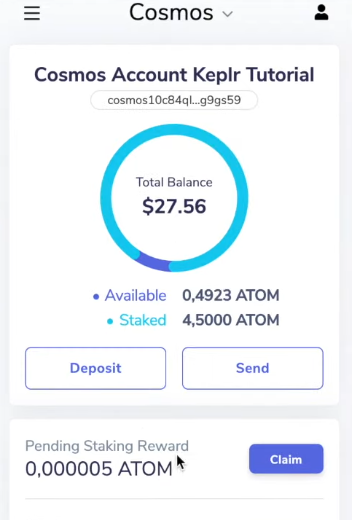 Cosmos
Cosmos Account Keplr Tutorial
cosmos10c84ql...g9gs59
Total Balance
$27.56
Available 0,4923 ATOM
Staked 4,5000 ATOM
Deposit Send
Pending Staking Reward
0,000005 ATOM
Claim